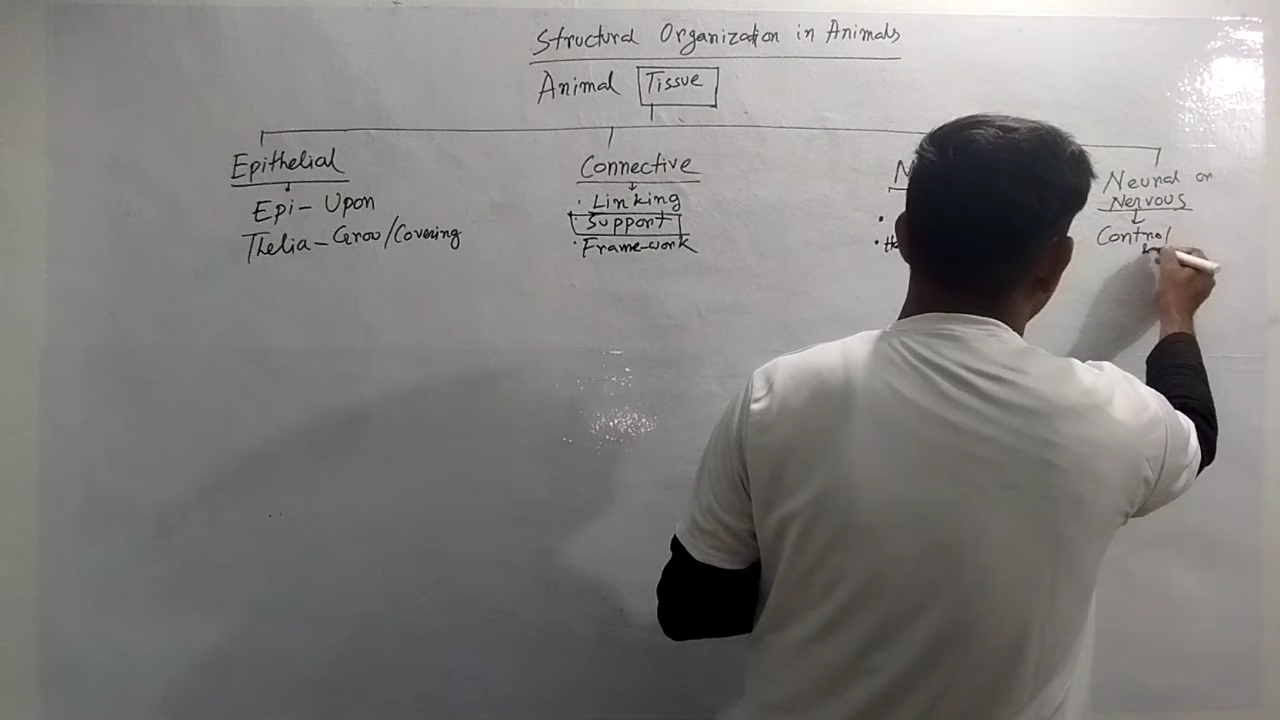 Structural Organization in Animals
Animal Tissue
Epithelial
Epi - Upon
Thelia - Grow/Covering
Connective
· Linking
· Support
· Frame-work
Neural or
Nervous
Control